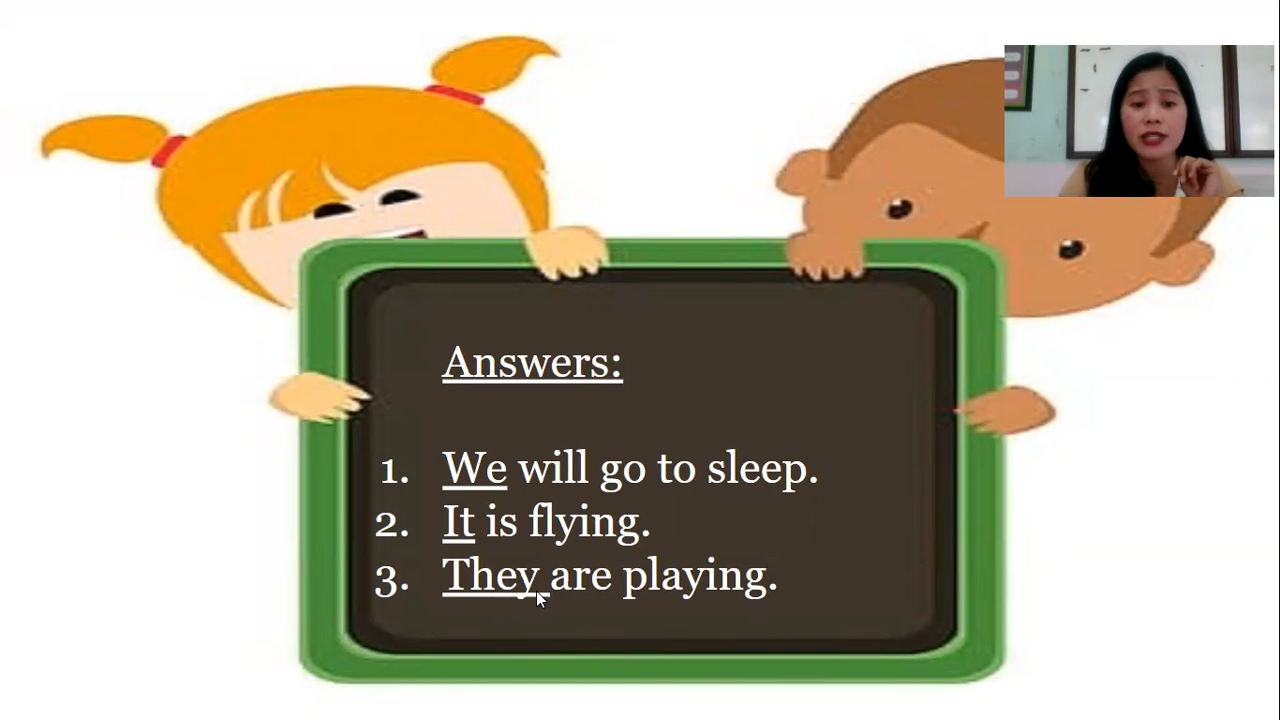 Answers:
1. We will go to sleep.
2. It is flying.
3. They are playing.